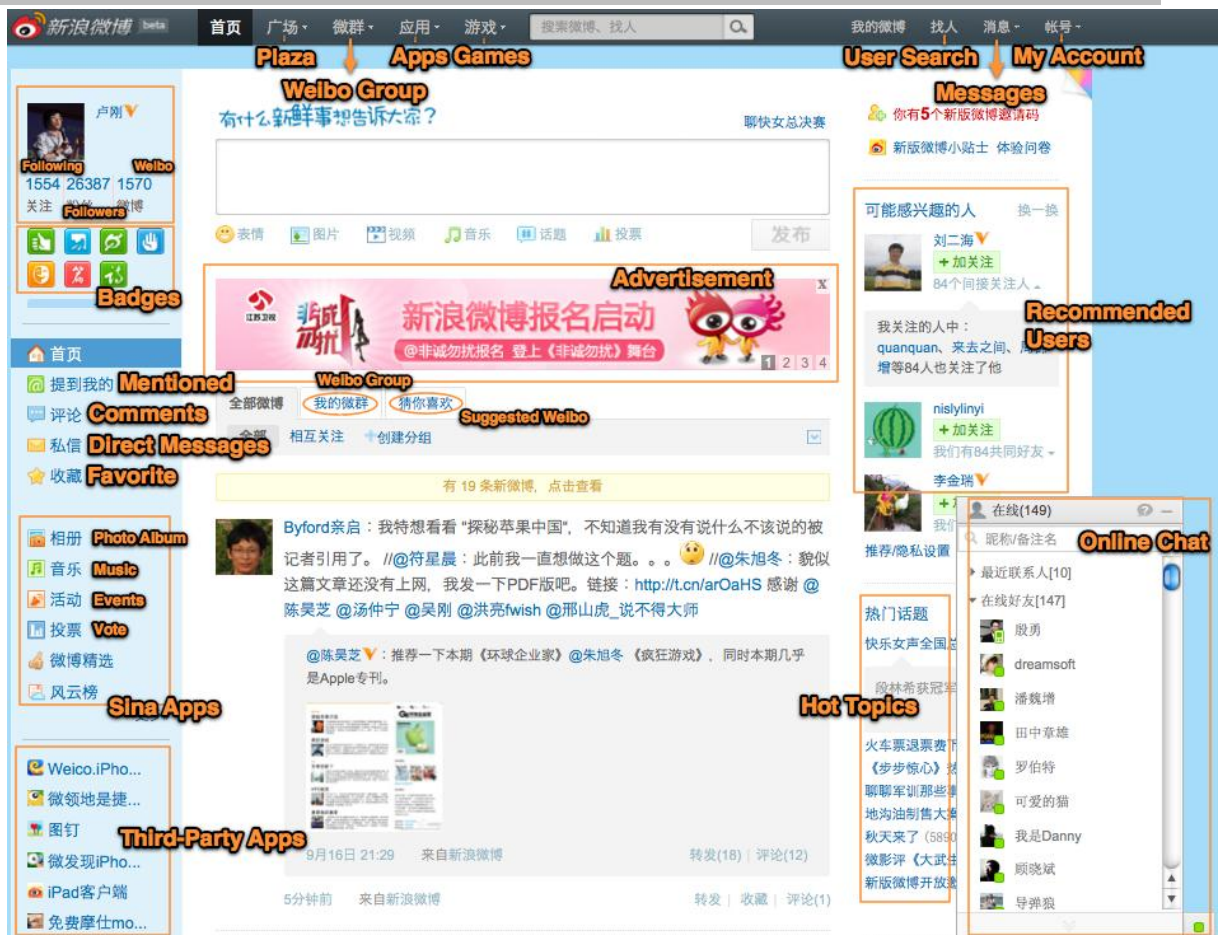 新浪微博 beta
首页 广场 微群 应用 游戏 搜索微博、找人
我的微博 找人 消息 帐号
Plaza
Apps Games
User Search
My Account
Weibo Group
Messages
卢刚
Following
Weibo
1554 26387 1570
关注
Followers
微博
Badges
有什么新鲜事想告诉大家?
聊快女总决赛
表情 图片 视频 音乐 话题 投票 发布
Advertisement
江苏卫视
非诚勿扰
新浪微博报名启动
@非诚勿扰报名 登上《非诚勿扰》舞台
X
1 2 3 4
首页
提到我的 Mentioned
评论 Comments
私信 Direct Messages
收藏 Favorite
相册 Photo Album
音乐 Music
活动 Events
投票 Vote
微博精选
风云榜
Sina Apps
Weico.iPho...
微领地是捷...
图钉
微发现iPho...
iPad客户端
免费摩仕mo...
Third-Party Apps
Weibo Group
全部微博 我的微群 猜你喜欢
Suggested Weibo
全部 相互关注 +创建分组
有 19 条新微博,点击查看
Byford亲启:我特想看看 "探秘苹果中国",不知道我有没有说什么不该说的被
记者引用了。 //@符星晨:此前我一直想做这个题。。。 //@朱旭冬:貌似
这篇文章还没有上网,我发一下PDF版吧。链接:http://t.cn/arOaHS 感谢 @
陈昊芝 @汤仲宁 @吴刚 @洪亮fwish @邢山虎_说不得大师
@陈昊芝:推荐一下本期《环球企业家》@朱旭冬 《疯狂游戏》,同时本期几乎
是Apple专刊。
9月16日 21:29 来自新浪微博 转发(18) | 评论(12)
5分钟前 来自新浪微博 转发 | 收藏 | 评论(1)
你有5个新版微博邀请码
新版微博小贴士 体验问卷
可能感兴趣的人 换一换
刘二海
+加关注
84个间接关注人
Recommended
Users
我关注的人中:
quanquan、来去之间、
增等84人也关注了他
nislylinyi
+加关注
我们有84共同好友
李金瑞
推荐/隐私设置
热门话题
快乐女声全国总
段林希获冠军
Hot Topics
火车票退票费下
《步步惊心》
聊聊军训那些事
地沟油制售大案
秋天来了 (5890
微影评《大武生
新版微博开放邀
在线(149)
昵称/备注名
Online Chat
最近联系人[10]
在线好友[147]
殷勇
dreamsoft
潘魏增
田中章雄
罗伯特
可爱的猫
我是Danny
顾晓斌
导弹狼